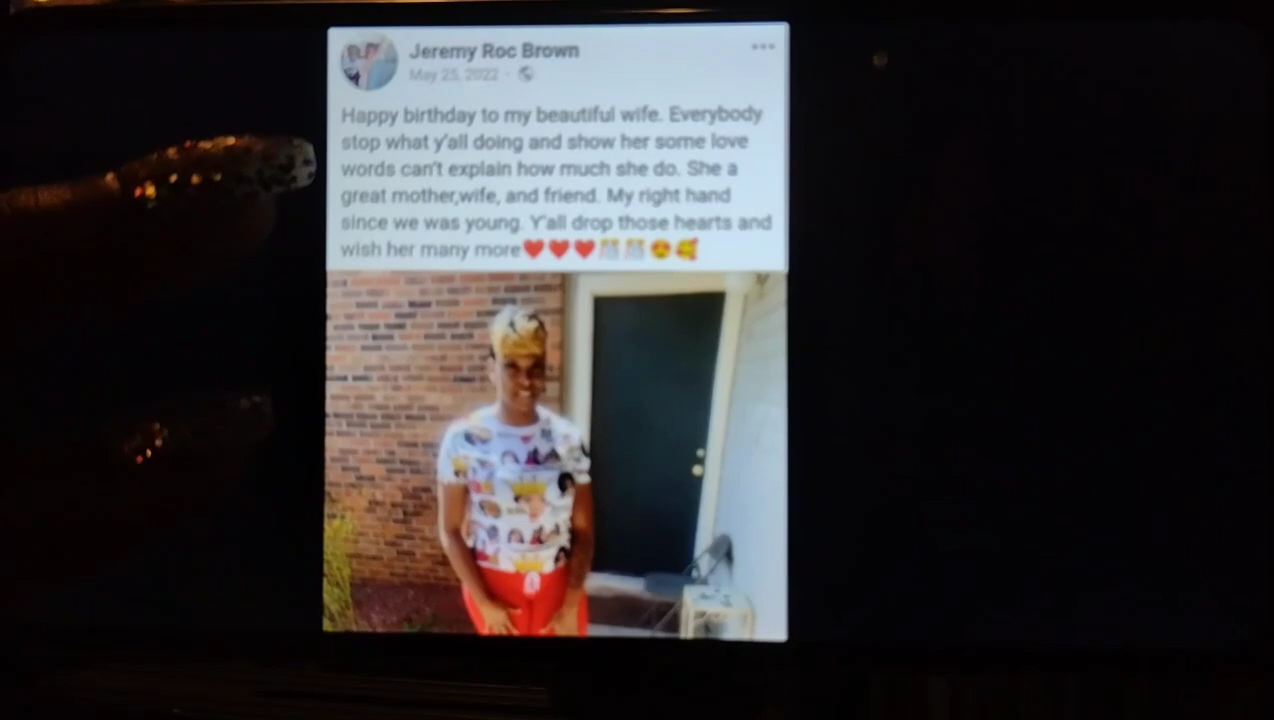 Jeremy Roc Brown
May 25, 2022 ·
Happy birthday to my beautiful wife. Everybody
stop what y'all doing and show her some love
words can't explain how much she do. She a
great mother,wife, and friend. My right hand
since we was young. Y'all drop those hearts and
wish her many more❤️❤️❤️🎊🎊😍🥰